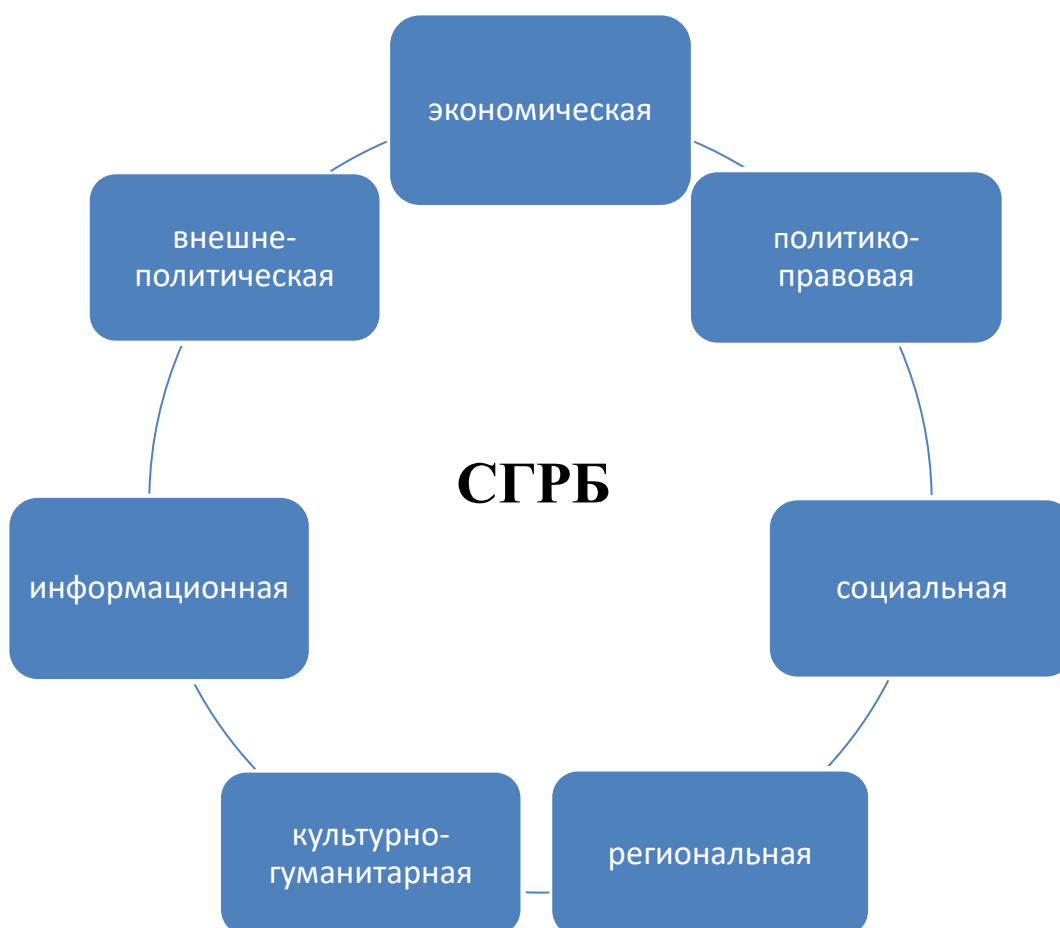 экономическая
внешне-
политическая
политико-
правовая
СГРБ
информационная
социальная
культурно-
гуманитарная
региональная